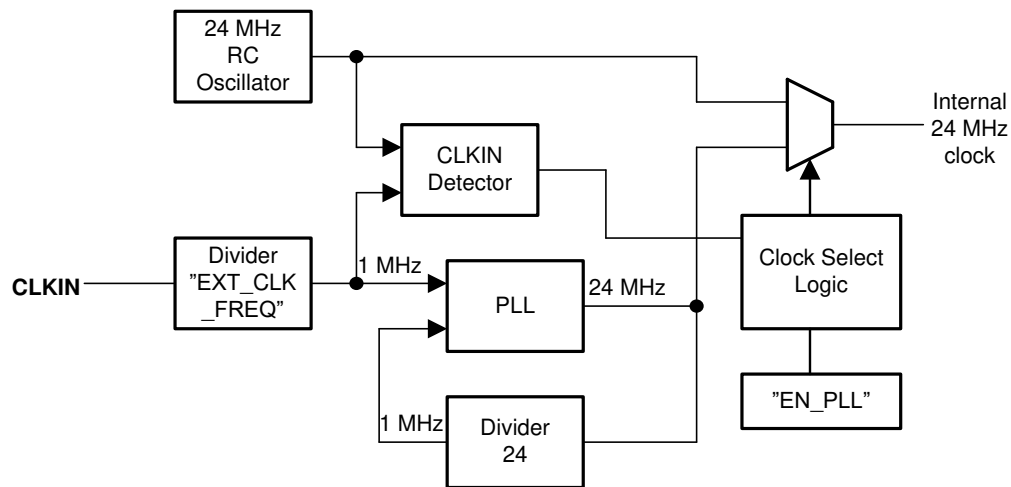 24 MHz
RC
Oscillator
CLKIN
Detector
Internal
24 MHz
clock
CLKIN
Divider
”EXT_CLK
_FREQ”
1 MHz
PLL
24 MHz
Clock Select
Logic
1 MHz
Divider
24
”EN_PLL”